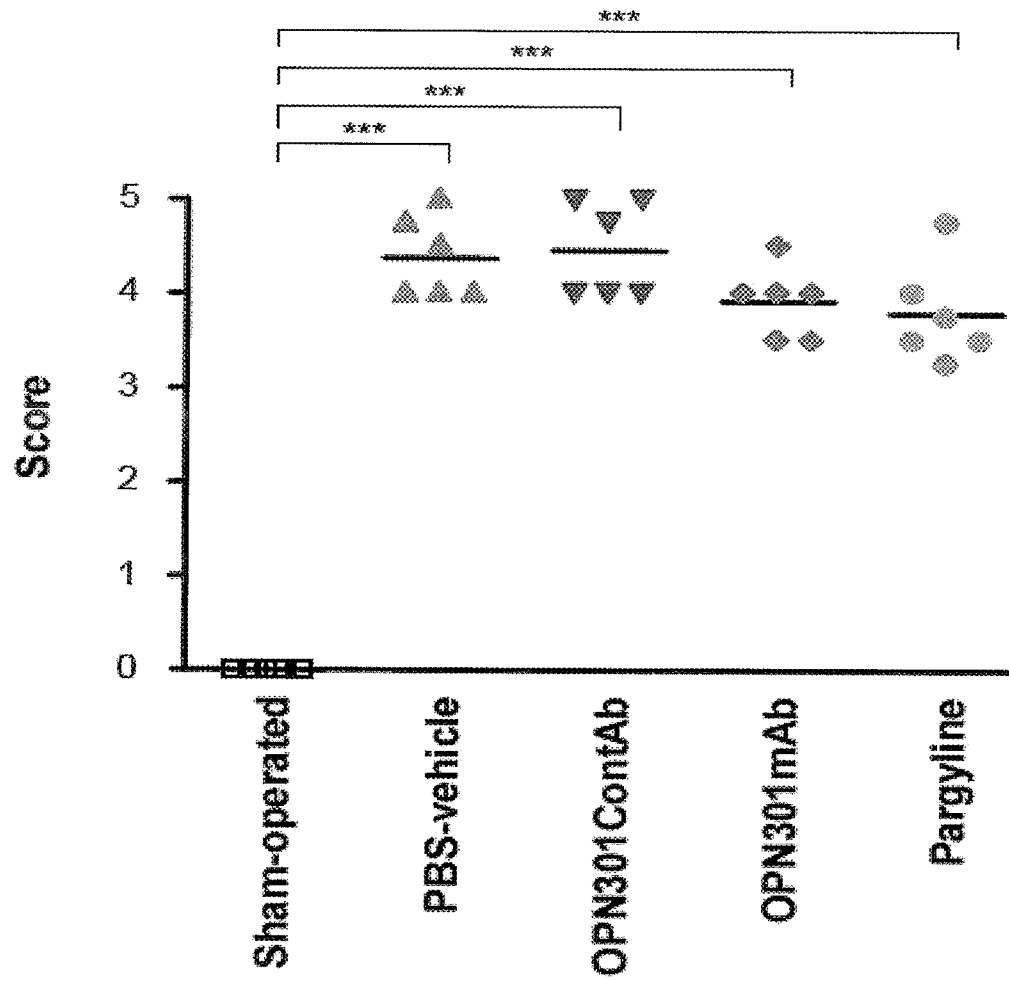 ***
***
***
***
5
4
3
2
1
0
Score
Sham-operated
PBS-vehicle
OPN301ContAb
OPN301mAb
Pargyline